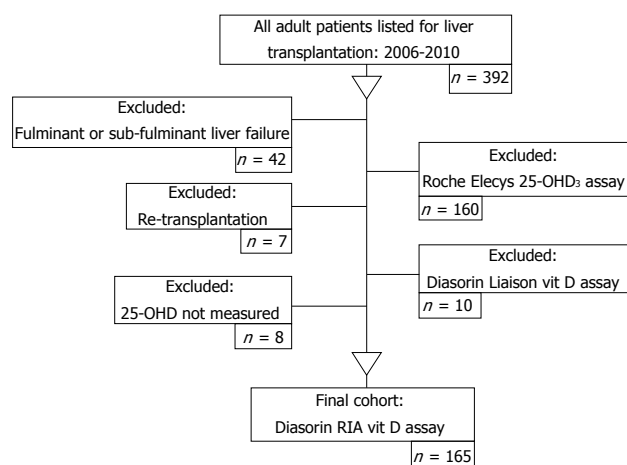 All adult patients listed for liver
transplantation: 2006-2010
n = 392
Excluded:
Fulminant or sub-fulminant liver failure
n = 42
Excluded:
Roche Elecys 25-OHD₃ assay
n = 160
Excluded:
Re-transplantation
n = 7
Excluded:
Diasorin Liaison vit D assay
n = 10
Excluded:
25-OHD not measured
n = 8
Final cohort:
Diasorin RIA vit D assay
n = 165